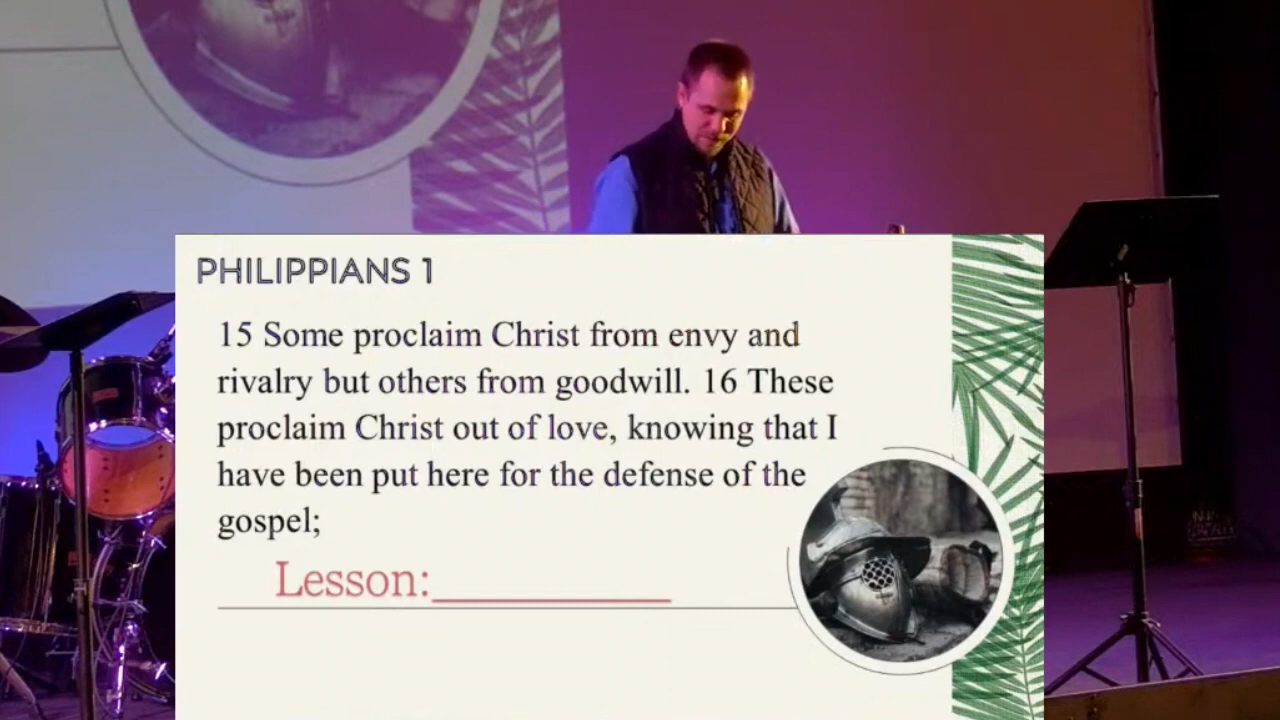 PHILIPPIANS 1
15 Some proclaim Christ from envy and
rivalry but others from goodwill. 16 These
proclaim Christ out of love, knowing that I
have been put here for the defense of the
gospel;
Lesson:__________